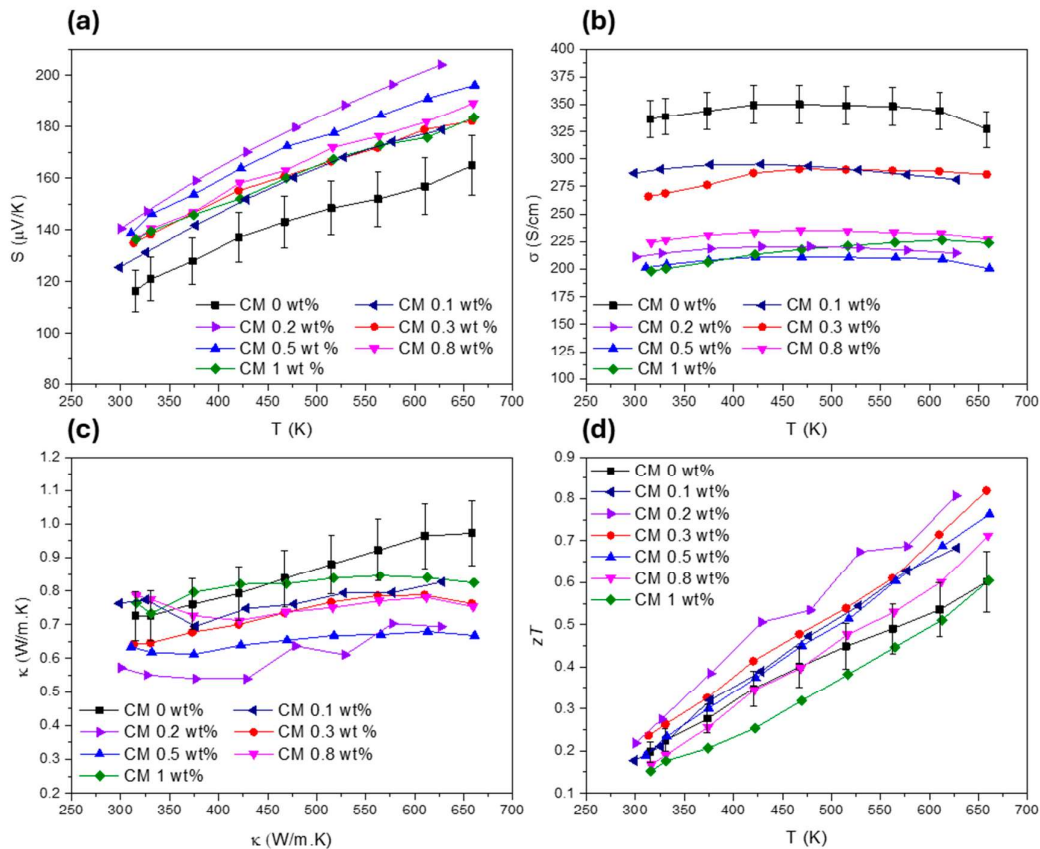 (a)
200
180
160
140
120
100
80
S (μV/K)
CM 0 wt%
CM 0.1 wt%
CM 0.2 wt%
CM 0.3 wt %
CM 0.5 wt %
CM 0.8 wt%
CM 1 wt %
250 300 350 400 450 500 550 600 650 700
T (K)
(b)
400
375
350
325
300
275
250
225
200
175
150
125
100
σ (S/cm)
CM 0 wt%
CM 0.1 wt%
CM 0.2 wt%
CM 0.3 wt%
CM 0.5 wt%
CM 0.8wt%
CM 1 wt%
250 300 350 400 450 500 550 600 650 700
T (K)
(c)
1.2
1.1
1.0
0.9
0.8
0.7
0.6
0.5
0.4
0.3
0.2
κ (W/m.K)
CM 0 wt%
CM 0.1 wt%
CM 0.2 wt%
CM 0.3 wt %
CM 0.5 wt%
CM 0.8 wt%
CM 1 wt%
250 300 350 400 450 500 550 600 650 700
κ (W/m.K)
(d)
0.9
0.8
0.7
0.6
0.5
0.4
0.3
0.2
0.1
zT
CM 0 wt%
CM 0.1 wt%
CM 0.2 wt%
CM 0.3 wt%
CM 0.5 wt%
CM 0.8 wt%
CM 1 wt%
250 300 350 400 450 500 550 600 650 700
T (K)